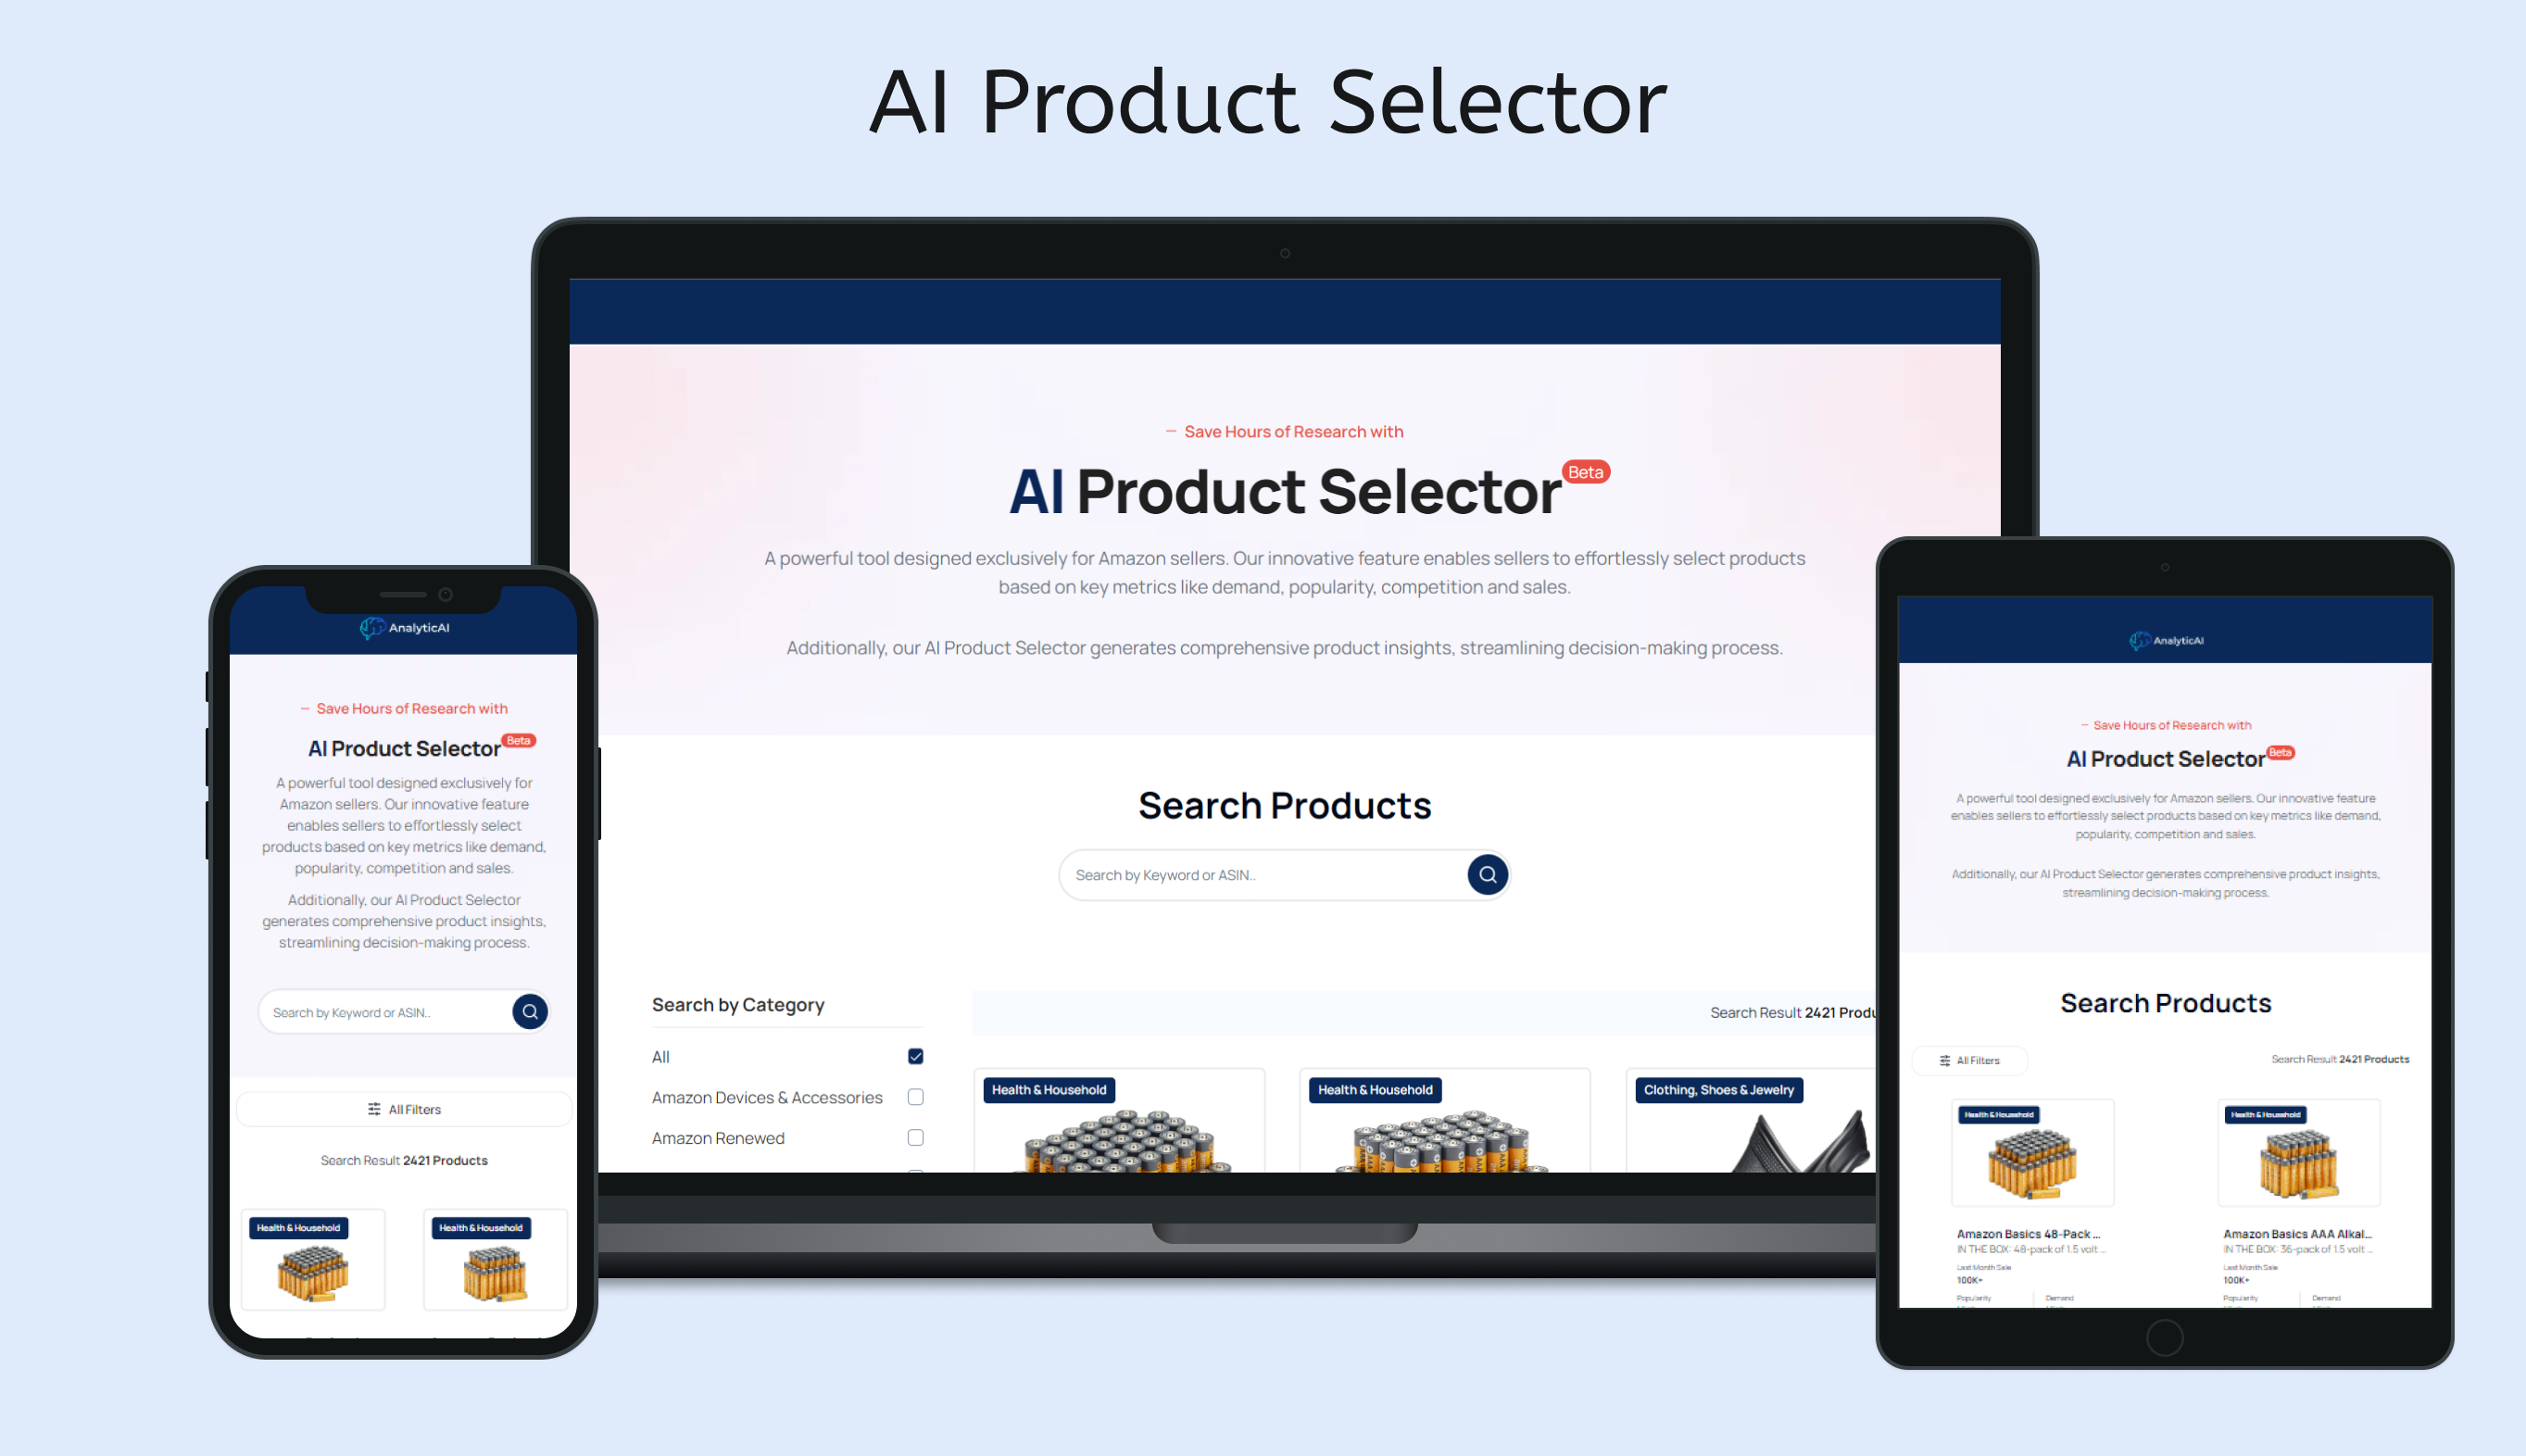 AI Product Selector
— Save Hours of Research with
AI Product Selector Beta
A powerful tool designed exclusively for Amazon sellers. Our innovative feature enables sellers to effortlessly select products
based on key metrics like demand, popularity, competition and sales.
Additionally, our AI Product Selector generates comprehensive product insights, streamlining decision-making process.
Search Products
Search by Keyword or ASIN..
Search by Category
All
Amazon Devices & Accessories
Amazon Renewed
Search Result 2421 Produ
Health & Household
Health & Household
Clothing, Shoes & Jewelry
AnalyticAI
— Save Hours of Research with
AI Product Selector Beta
A powerful tool designed exclusively for
Amazon sellers. Our innovative feature
enables sellers to effortlessly select
products based on key metrics like demand,
popularity, competition and sales.
Additionally, our AI Product Selector
generates comprehensive product insights,
streamlining decision-making process.
Search by Keyword or ASIN..
All Filters
Search Result 2421 Products
Health & Household
Health & Household
AnalyticAI
— Save Hours of Research with
AI Product Selector Beta
A powerful tool designed exclusively for Amazon sellers. Our innovative feature
enables sellers to effortlessly select products based on key metrics like demand,
popularity, competition and sales.
Additionally, our AI Product Selector generates comprehensive product insights,
streamlining decision-making process.
Search Products
All Filters
Search Result 2421 Products
Health & Household
Health & Household
Amazon Basics 48-Pack ...
IN THE BOX: 48-pack of 1.5 volt ...
Last Month Sale
100K+
Popularity
Demand
Amazon Basics AAA Alkal...
IN THE BOX: 36-pack of 1.5 volt ...
Last Month Sale
100K+
Popularity
Demand